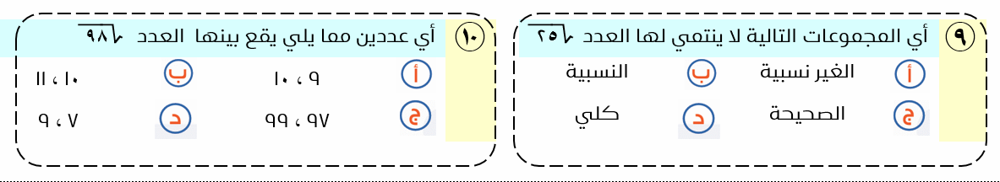 ٩ أي المجموعات التالية لا ينتمي لها العدد √٢٥
أ الغير نسبية ب النسبية
ج الصحيحة د كلي
١٠ أي عددين مما يلي يقع بينها العدد √٩٨
أ ٩ ، ١٠ ب ١٠ ، ١١
ج ٩٧ ، ٩٩ د ٧ ، ٩